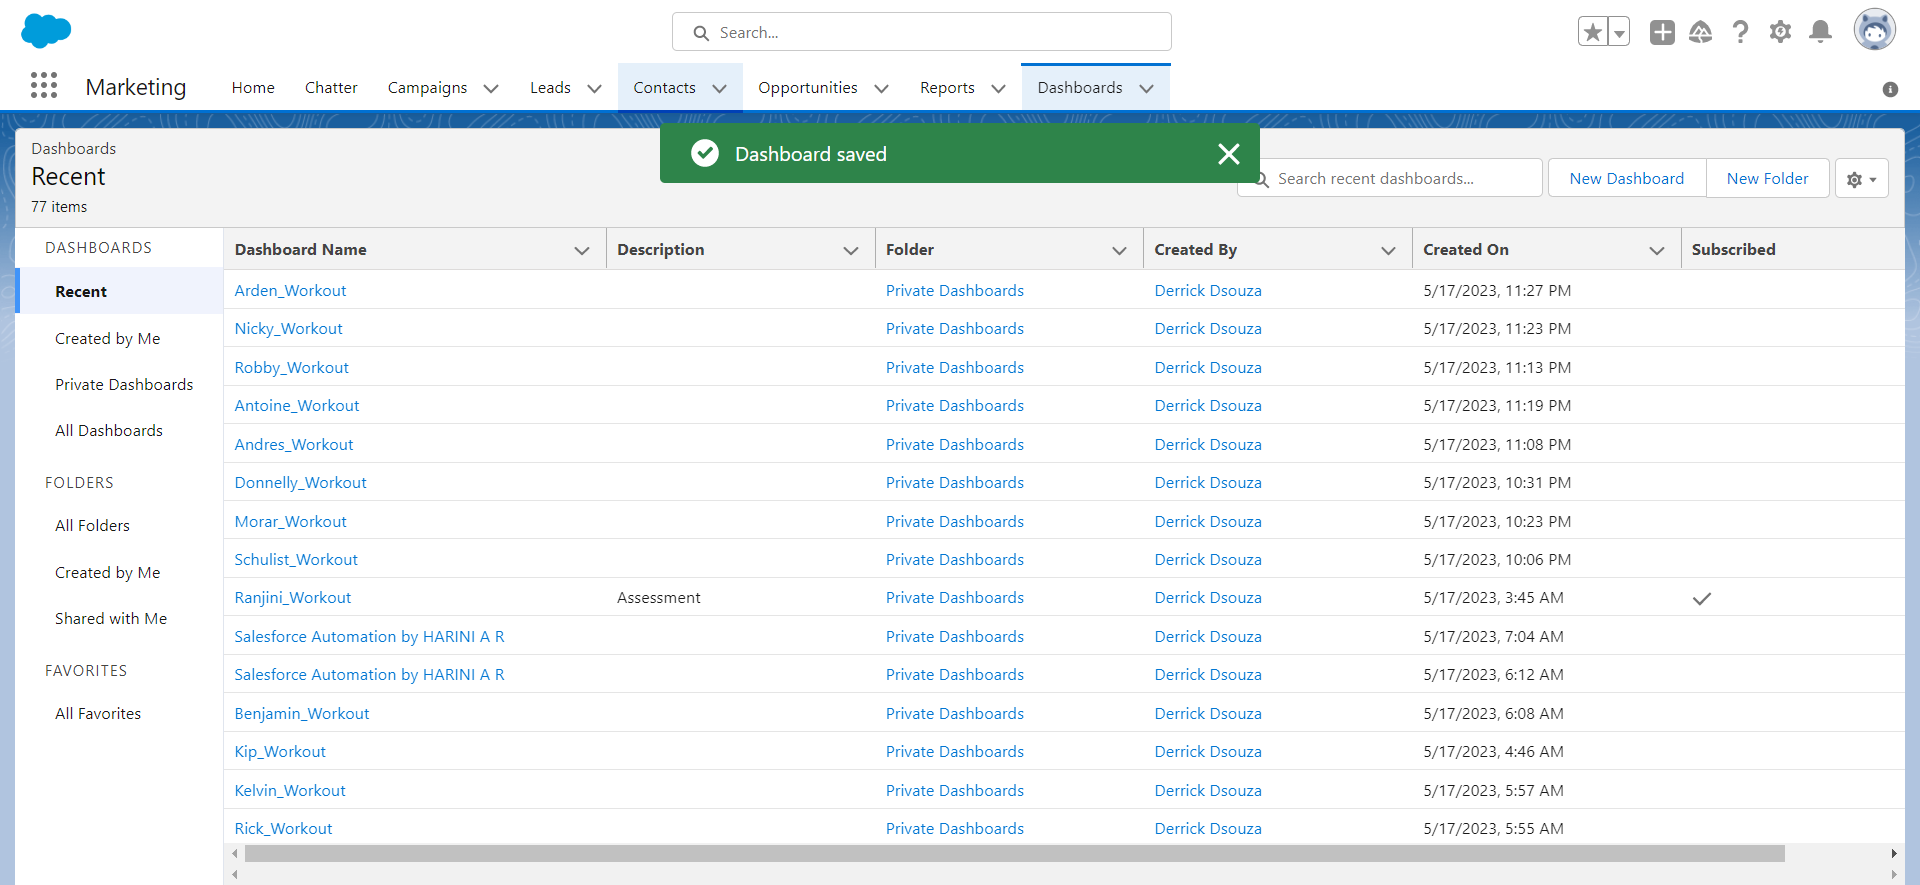 Search...
Marketing
Home
Chatter
Campaigns
Leads
Contacts
Opportunities
Reports
Dashboards
Dashboard saved
Dashboards
Recent
77 items
Search recent dashboards...
New Dashboard
New Folder
DASHBOARDS
Recent
Created by Me
Private Dashboards
All Dashboards
FOLDERS
All Folders
Created by Me
Shared with Me
FAVORITES
All Favorites
Dashboard Name Description Folder Created By Created On Subscribed
Arden_Workout Private Dashboards Derrick Dsouza 5/17/2023, 11:27 PM
Nicky_Workout Private Dashboards Derrick Dsouza 5/17/2023, 11:23 PM
Robby_Workout Private Dashboards Derrick Dsouza 5/17/2023, 11:13 PM
Antoine_Workout Private Dashboards Derrick Dsouza 5/17/2023, 11:19 PM
Andres_Workout Private Dashboards Derrick Dsouza 5/17/2023, 11:08 PM
Donnelly_Workout Private Dashboards Derrick Dsouza 5/17/2023, 10:31 PM
Morar_Workout Private Dashboards Derrick Dsouza 5/17/2023, 10:23 PM
Schulist_Workout Private Dashboards Derrick Dsouza 5/17/2023, 10:06 PM
Ranjini_Workout Assessment Private Dashboards Derrick Dsouza 5/17/2023, 3:45 AM
Salesforce Automation by HARINI A R Private Dashboards Derrick Dsouza 5/17/2023, 7:04 AM
Salesforce Automation by HARINI A R Private Dashboards Derrick Dsouza 5/17/2023, 6:12 AM
Benjamin_Workout Private Dashboards Derrick Dsouza 5/17/2023, 6:08 AM
Kip_Workout Private Dashboards Derrick Dsouza 5/17/2023, 4:46 AM
Kelvin_Workout Private Dashboards Derrick Dsouza 5/17/2023, 5:57 AM
Rick_Workout Private Dashboards Derrick Dsouza 5/17/2023, 5:55 AM